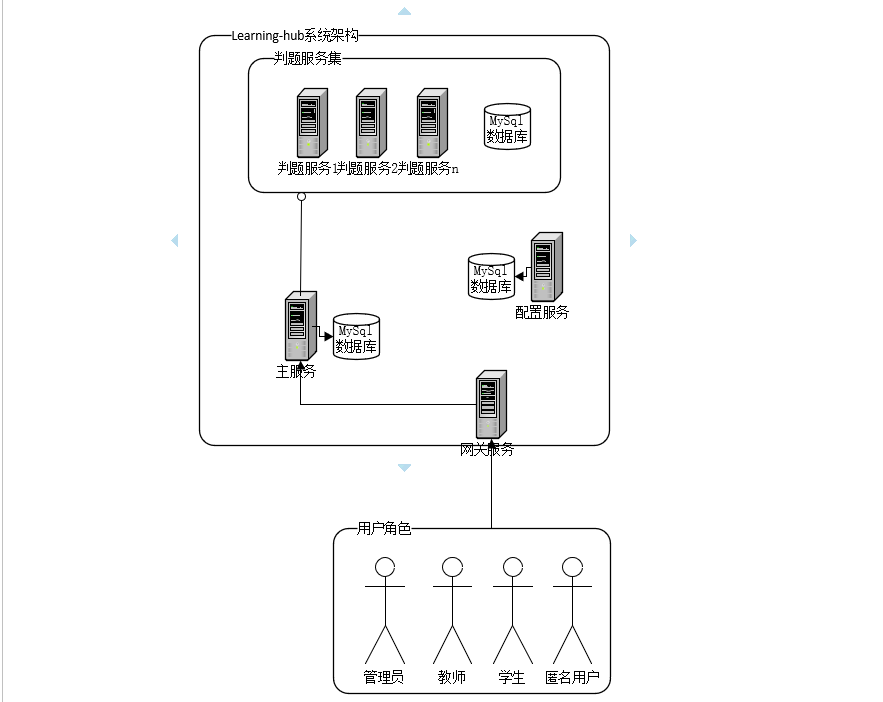 Learning-hub系统架构
判题服务集
MySql
数据库
判题服务1
判题服务2
判题服务n
MySql
数据库
配置服务
MySql
数据库
主服务
网关服务
用户角色
管理员
教师
学生
匿名用户